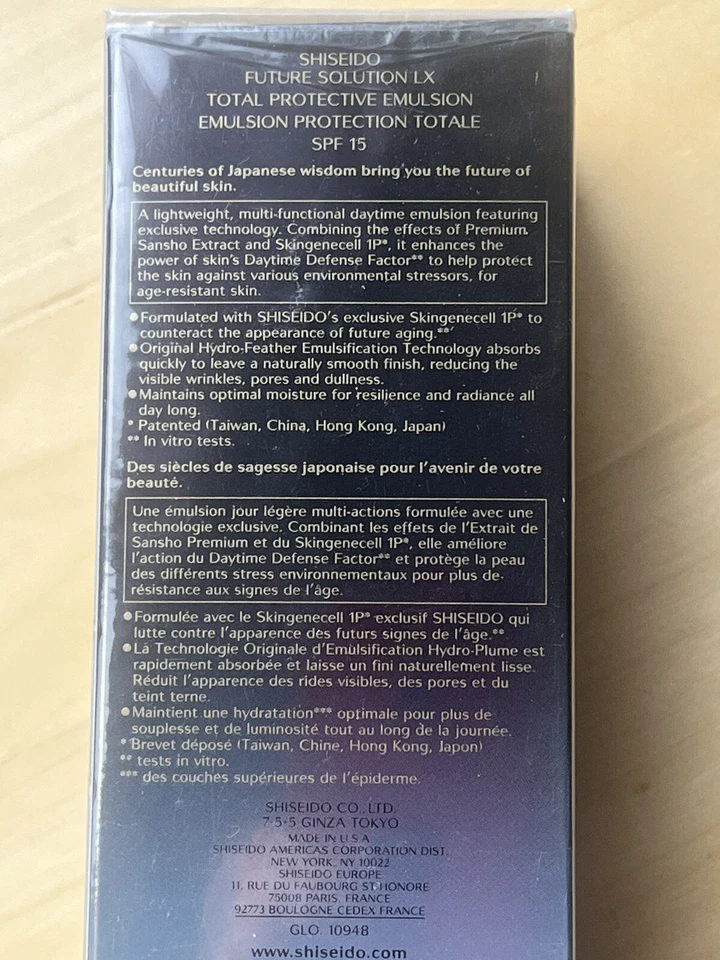 SHISEIDO
FUTURE SOLUTION LX
TOTAL PROTECTIVE EMULSION
EMULSION PROTECTION TOTALE
SPF 15
Centuries of Japanese wisdom bring you the future of
beautiful skin.
A lightweight, multi-functional daytime emulsion featuring
exclusive technology. Combining the effects of Premium
Sansho Extract and Skingenecell 1P*, it enhances the
power of skin's Daytime Defense Factor** to help protect
the skin against various environmental stressors, for
age-resistant skin.
●Formulated with SHISEIDO's exclusive Skingenecell 1P* to
counteract the appearance of future aging.**
●Original Hydro-Feather Emulsification Technology absorbs
quickly to leave a naturally smooth finish, reducing the
visible wrinkles, pores and dullness.
●Maintains optimal moisture for resilience and radiance all
day long.
* Patented (Taiwan, China, Hong Kong, Japan)
** In vitro tests.
Des siècles de sagesse japonaise pour l'avenir de votre
beauté.
Une émulsion jour légère multi-actions formulée avec une
technologie exclusive. Combinant les effets de l'Extrait de
Sansho Premium et du Skingenecell 1P*, elle améliore
l'action du Daytime Defense Factor** et protège la peau
des différents stress environnementaux pour plus de
résistance aux signes de l'âge.
●Formulée avec le Skingenecell 1P* exclusif SHISEIDO qui
lutte contre l'apparence des futurs signes de l'âge.**
●La Technologie Originale d'Emulsification Hydro-Plume est
rapidement absorbée et laisse un fini naturellement lisse.
Réduit l'apparence des rides visibles, des pores et du
teint terne.
●Maintient une hydratation*** optimale pour plus de
souplesse et de luminosité tout au long de la journée.
* Brevet déposé (Taiwan, Chine, Hong Kong, Japon)
** tests in vitro.
*** des couches supérieures de l'épiderme.
SHISEIDO CO., LTD.
7-5-5 GINZA TOKYO
MADE IN U.S.A.
SHISEIDO AMERICAS CORPORATION DIST.
NEW YORK, NY 10022
SHISEIDO EUROPE
11, RUE DU FAUBOURG ST.HONORE
75008 PARIS, FRANCE
92773 BOULOGNE CEDEX FRANCE
GLO. 10948
www.shiseido.com